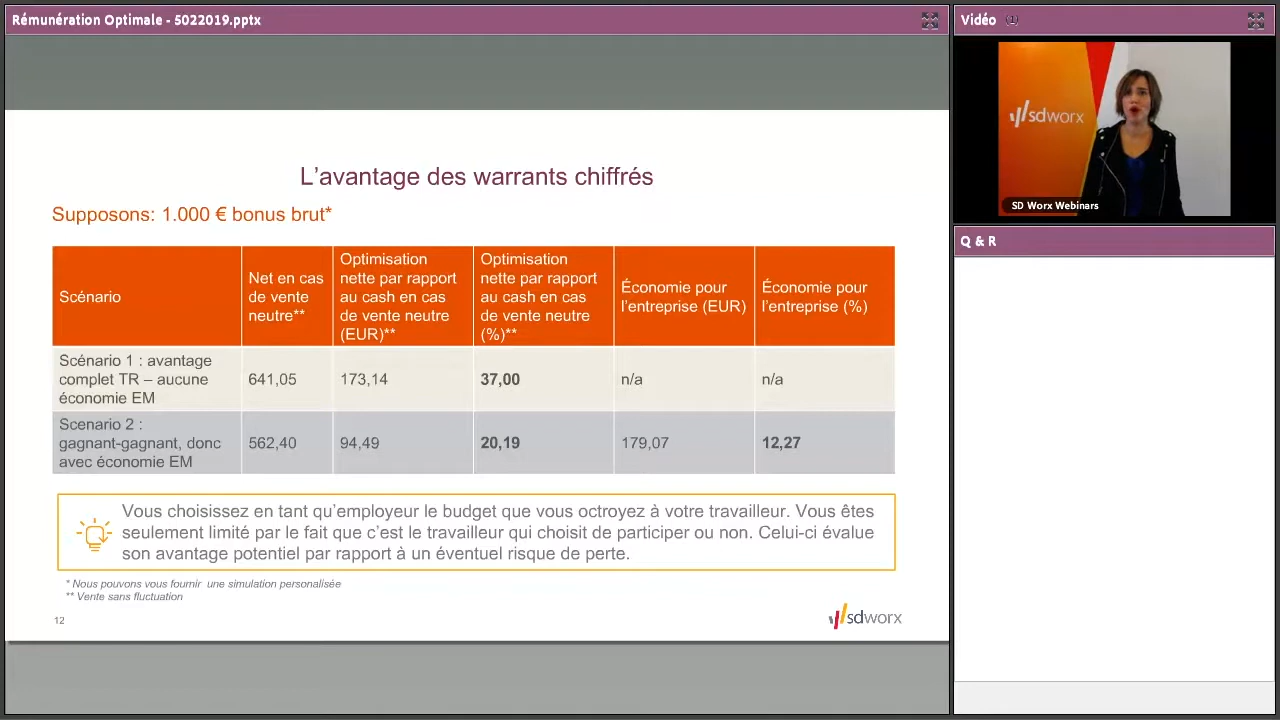 Rémunération Optimale - 5022019.pptx
Vidéo (1)
sdworx
SD Worx Webinars
Q & R
L’avantage des warrants chiffrés
Supposons: 1.000 € bonus brut*
Scénario
Net en cas
de vente
neutre**
Optimisation
nette par rapport
au cash en cas
de vente neutre
(EUR)**
Optimisation
nette par rapport
au cash en cas
de vente neutre
(%)**
Économie pour
l’entreprise (EUR)
Économie pour
l’entreprise (%)
Scénario 1 : avantage
complet TR – aucune
économie EM
641,05
173,14
37,00
n/a
n/a
Scenario 2 :
gagnant-gagnant, donc
avec économie EM
562,40
94,49
20,19
179,07
12,27
Vous choisissez en tant qu’employeur le budget que vous octroyez à votre travailleur. Vous êtes
seulement limité par le fait que c’est le travailleur qui choisit de participer ou non. Celui-ci évalue
son avantage potentiel par rapport à un éventuel risque de perte.
* Nous pouvons vous fournir une simulation personalisée
** Vente sans fluctuation
12
sdworx